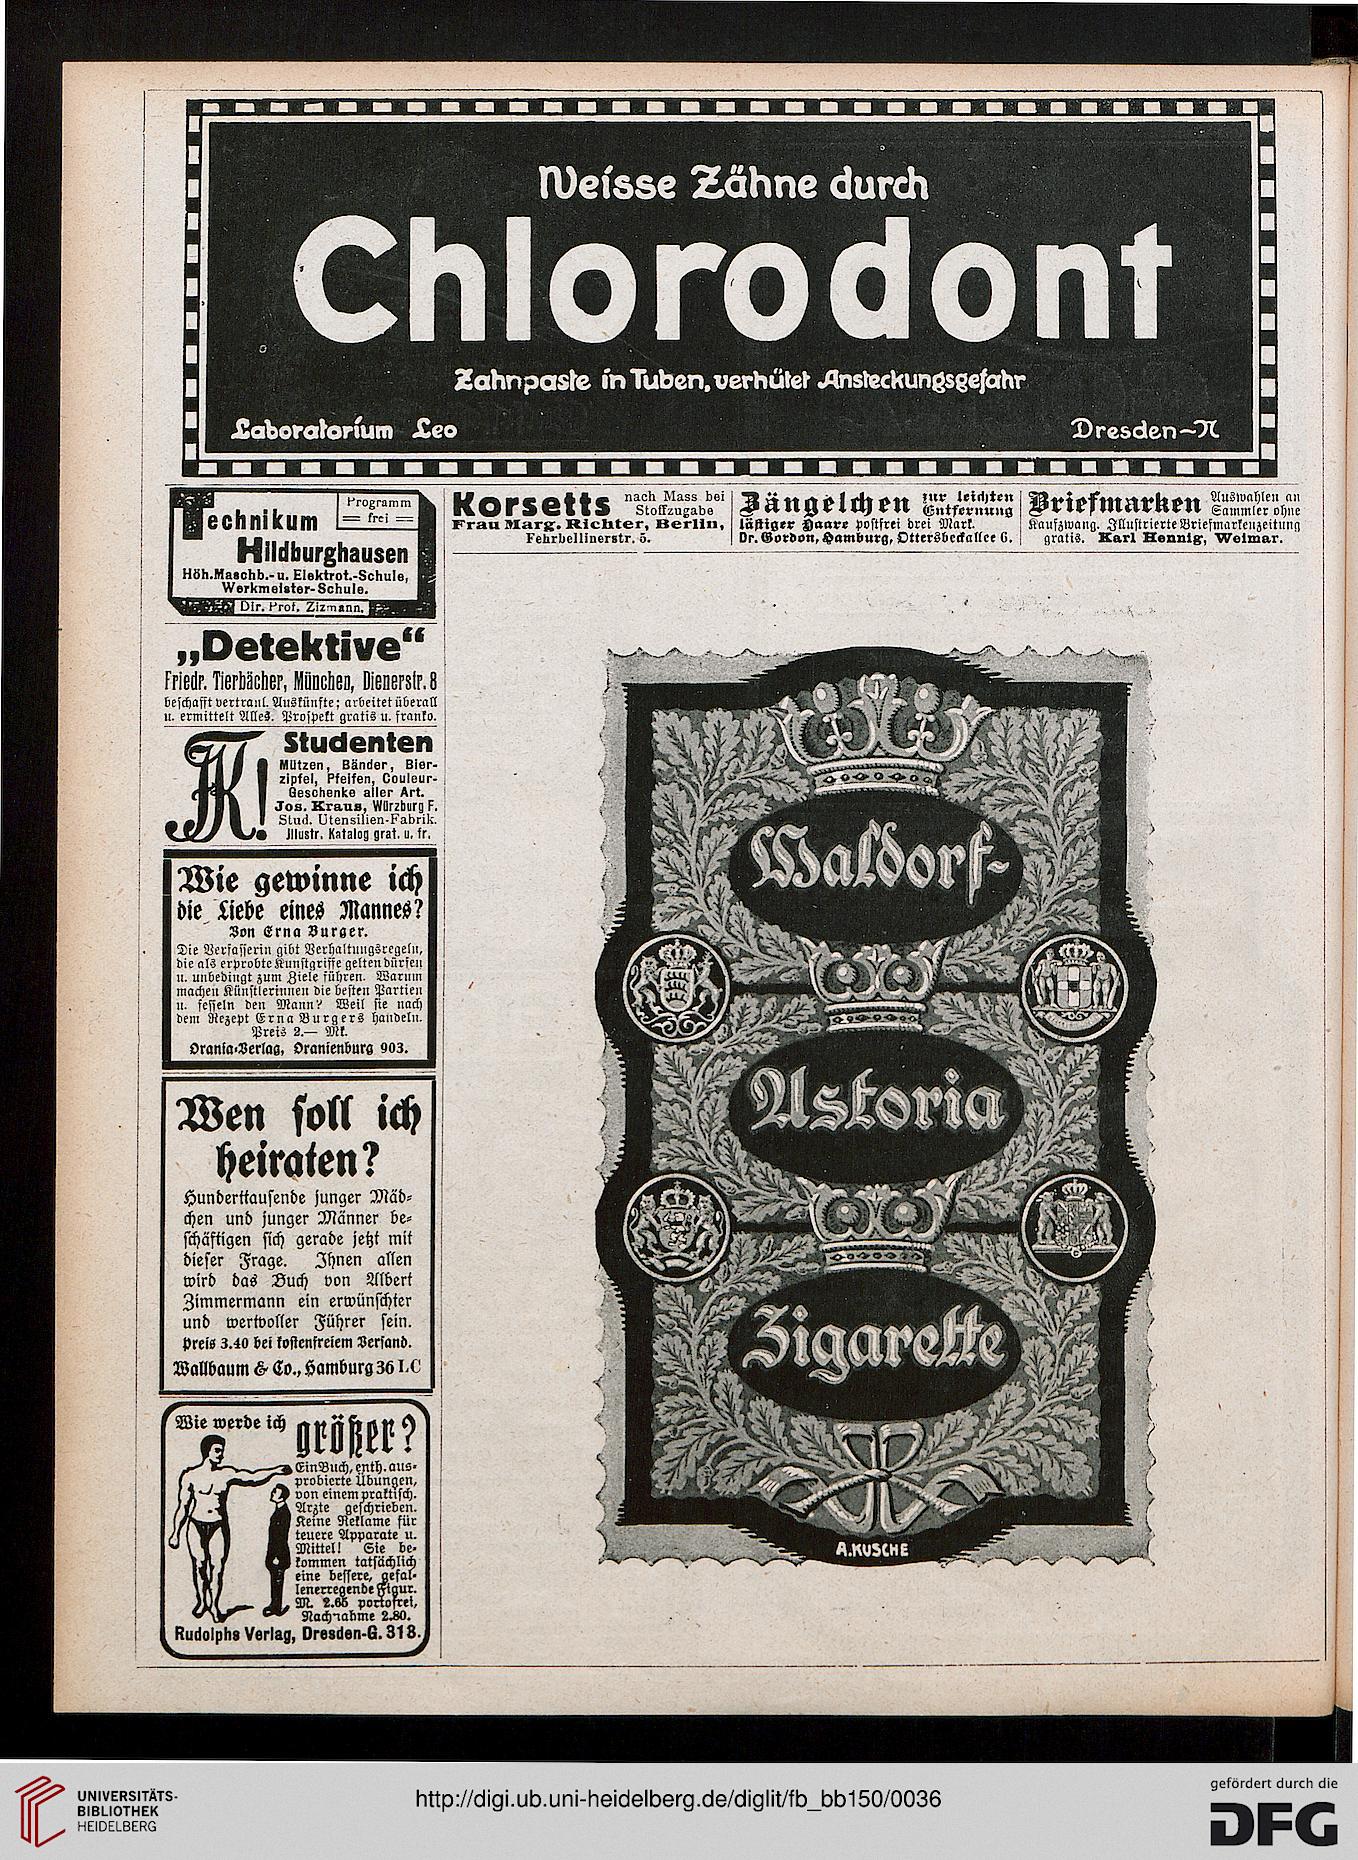 Weisse Zähne durch
Chlorodont
Zahnpaste in Tuben, verhütet Ansteckungsgefahr
Laboratorium Leo
Dresden-N
Technikum
Programm
frei
Hildburghausen
Höh. Maschb.- u. Elektrot.-Schule,
Werkmeister-Schule.
Dir. Prof. Zizmann.
„Detektive“
Friedr. Tierbächer, München, Dienerstr. 8
beschafft vertraul. Auskünfte; arbeitet überall
u. ermittelt Alles. Prospekt gratis u. franko.
Studenten
Mützen, Bänder, Bier-
zipfel, Pfeifen, Couleur-
Geschenke aller Art.
Jos. Kraus, Würzburg F.
Stud. Utensilien-Fabrik.
Jllustr. Katalog grat. u. fr.
Wie gewinne ich
die Liebe eines Mannes?
Von Erna Burger.
Die Verfasserin gibt Verhaltungsregeln,
die als erprobte Kunstgriffe gelten dürfen
u. unbedingt zum Ziele führen. Warum
machen Künstlerinnen die besten Partien
u. fesseln den Mann? Weil sie nach
dem Rezept Erna Burgers handeln.
Preis 2.— Mk.
Orania-Verlag, Oranienburg 903.
Wen soll ich
heiraten?
Hunderttausende junger Mäd-
chen und junger Männer be-
schäftigen sich gerade jetzt mit
dieser Frage. Ihnen allen
wird das Buch von Albert
Zimmermann ein erwünschter
und wertvoller Führer sein.
Preis 3.40 bei kostenfreiem Versand.
Wallbaum & Co., Hamburg 36 LC
Wie werde ich
größer?
Ein Buch, enth. aus-
probierte Übungen,
von einem praktisch.
Arzte geschrieben.
Keine Reklame für
teuere Apparate u.
Mittel! Sie be-
kommen tatsächlich
eine bessere, gefal-
lenerregende Figur.
M. 2.65 portofrei,
Nachnahme 2.80.
Rudolphs Verlag, Dresden-G. 318.
Korsetts nach Mass bei
Stoffzugabe
Frau Marg. Richter, Berlin,
Fehrbellinerstr. 5.
Bängelchen zur leichten
Entfernung
lästiger Haare postfrei drei Mark.
Dr. Gordon, Hamburg, Ottersbeckallee 6.
Briefmarken Auswahlen an
Sammler ohne
Kaufzwang. Illustrierte Briefmarkenzeitung
gratis. Karl Hennig, Weimar.
Waldorf-
Astoria
Zigarette
A. KUSCHE
UNIVERSITÄTS-
BIBLIOTHEK
HEIDELBERG
http://digi.ub.uni-heidelberg.de/diglit/fb_bb150/0036
gefördert durch die
DFG